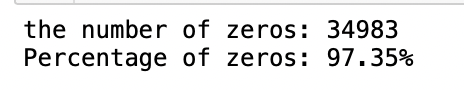 the number of zeros: 34983
Percentage of zeros: 97.35%